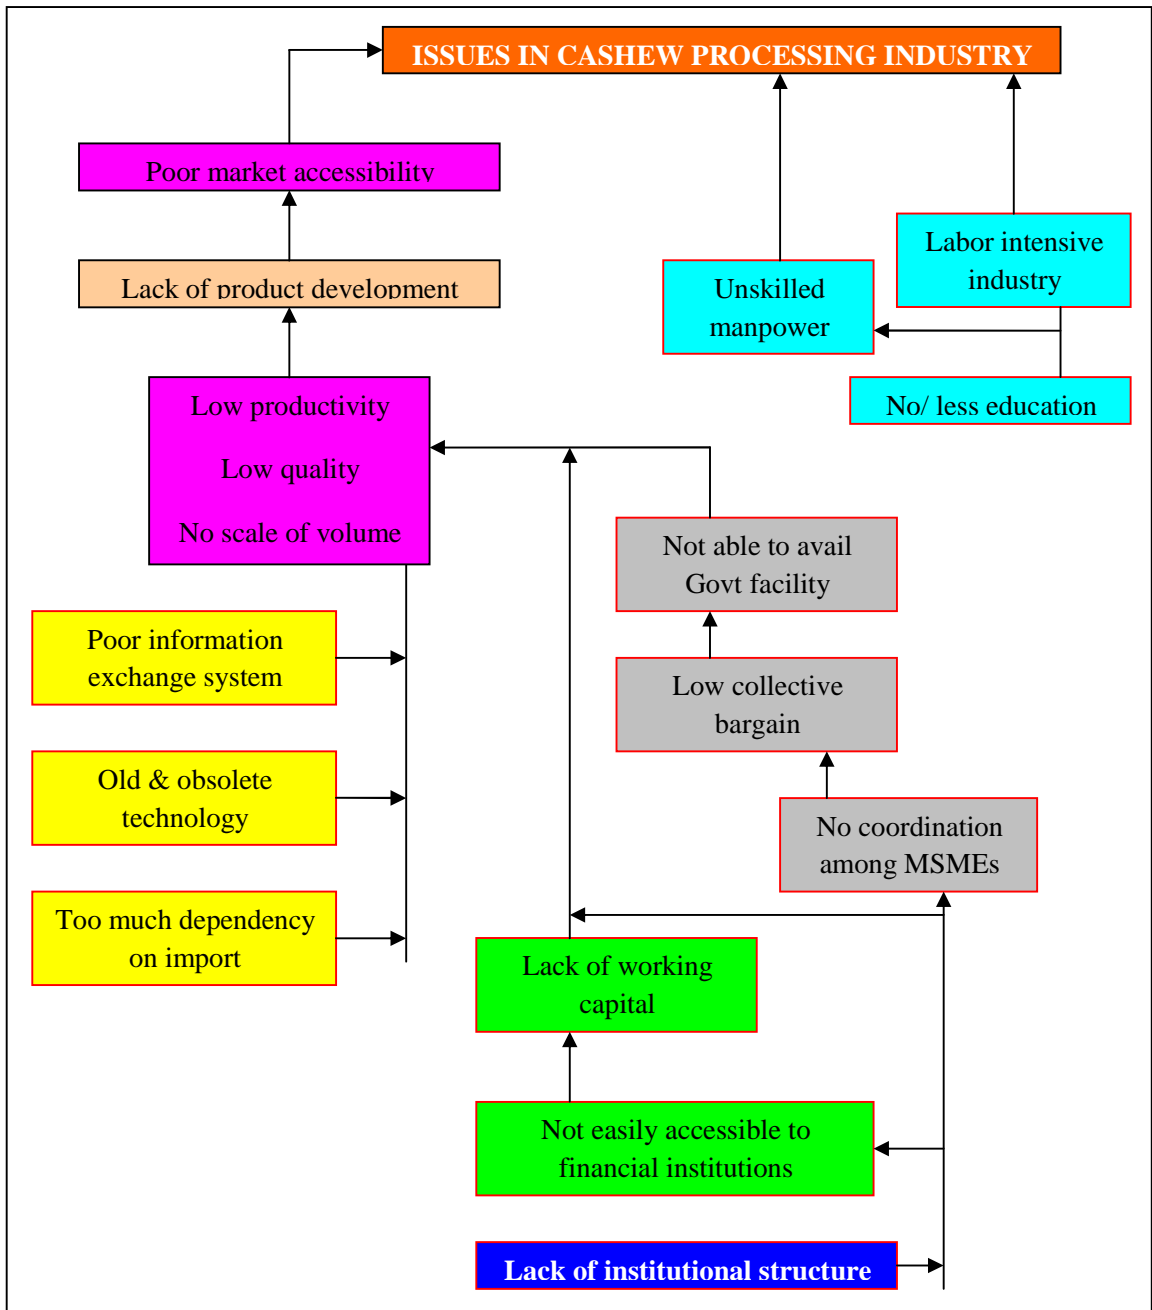 ISSUES IN CASHEW PROCESSING INDUSTRY
Poor market accessibility
Labor intensive
industry
Lack of product development
Unskilled
manpower
Low productivity
Low quality
No scale of volume
No/ less education
Not able to avail
Govt facility
Poor information
exchange system
Low collective
bargain
Old & obsolete
technology
No coordination
among MSMEs
Too much dependency
on import
Lack of working
capital
Not easily accessible to
financial institutions
Lack of institutional structure